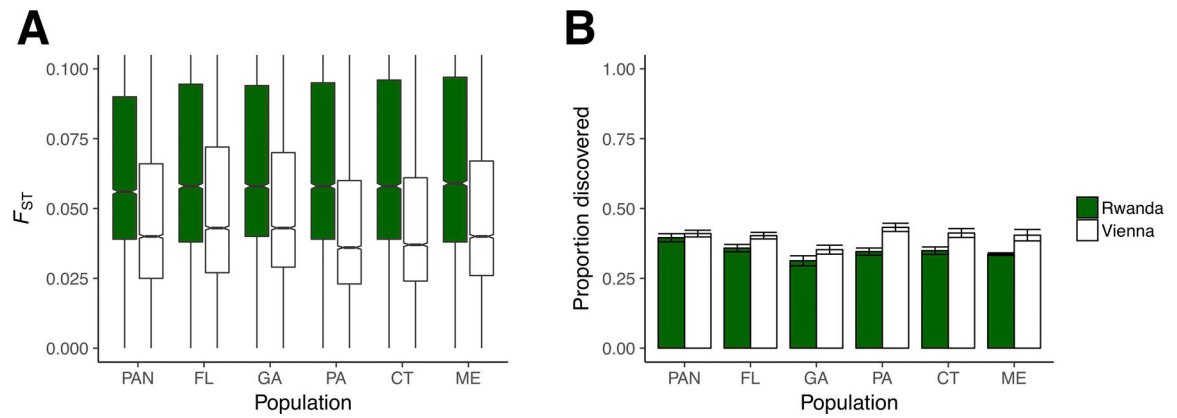 A
0.100
0.075
0.050
0.025
0.000
FST
PAN FL GA PA CT ME
Population
B
1.00
0.75
0.50
0.25
0.00
Proportion discovered
PAN FL GA PA CT ME
Population
Rwanda
Vienna